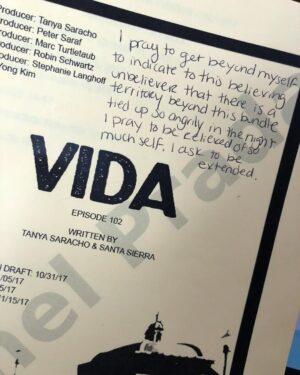 Producer: Tanya Saracho
Producer: Peter Saraf
Producer: Marc Turtletaub
Producer: Robin Schwartz
Producer: Stephanie Langhoff
Yong Kim
I pray to get beyond myself
to indicate to this believing
unbeliever that there is a
territory beyond this bundle
tied up so angrily in the night
I pray to be relieved of so
much self. I ask to be
extended.
VIDA
EPISODE 102
WRITTEN BY
TANYA SARACHO & SANTA SIERRA
DRAFT: 10/31/17
/05/17
5/17
/15/17